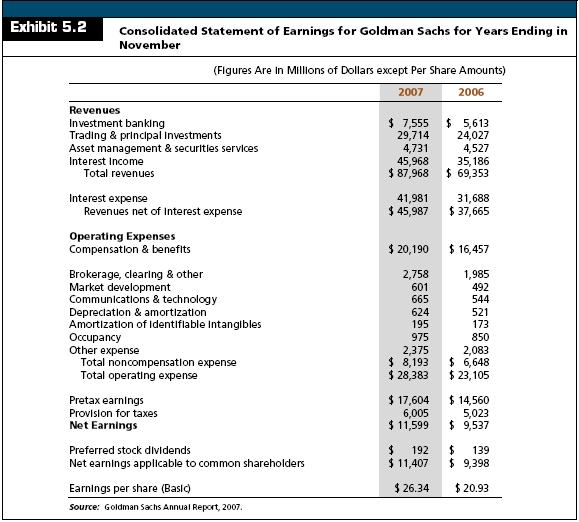 Exhibit 5.2 Consolidated Statement of Earnings for Goldman Sachs for Years Ending in
November
(Figures Are in Millions of Dollars except Per Share Amounts)
2007 2006
Revenues
Investment banking $ 7,555 $ 5,613
Trading & principal investments 29,714 24,027
Asset management & securities services 4,731 4,527
Interest income 45,968 35,186
Total revenues $ 87,968 $ 69,353
Interest expense 41,981 31,688
Revenues net of interest expense $ 45,987 $ 37,665
Operating Expenses
Compensation & benefits $ 20,190 $ 16,457
Brokerage, clearing & other 2,758 1,985
Market development 601 492
Communications & technology 665 544
Depreciation & amortization 624 521
Amortization of identifiable intangibles 195 173
Occupancy 975 850
Other expense 2,375 2,083
Total noncompensation expense $ 8,193 $ 6,648
Total operating expense $ 28,383 $ 23,105
Pretax earnings $ 17,604 $ 14,560
Provision for taxes 6,005 5,023
Net Earnings $ 11,599 $ 9,537
Preferred stock dividends $ 192 $ 139
Net earnings applicable to common shareholders $ 11,407 $ 9,398
Earnings per share (Basic) $ 26.34 $ 20.93
Source: Goldman Sachs Annual Report, 2007.